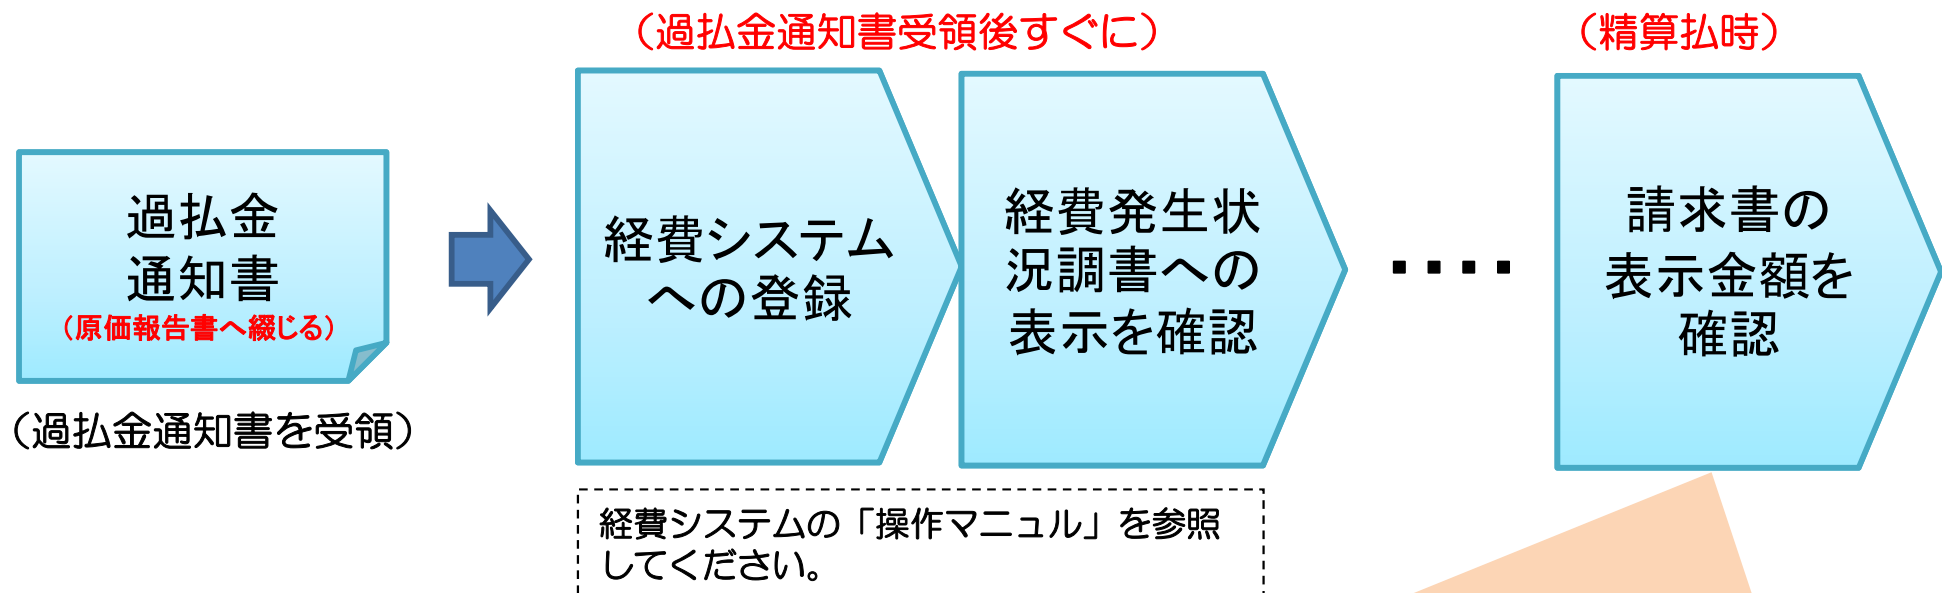 （過払金通知書受領後すぐに）
（精算払時）
過払金
通知書
（原価報告書へ綴じる）
（過払金通知書を受領）
経費システム
への登録
経費発生状
況調書への
表示を確認
・・・・
請求書の
表示金額を
確認
経費システムの「操作マニュル」を参照
してください。